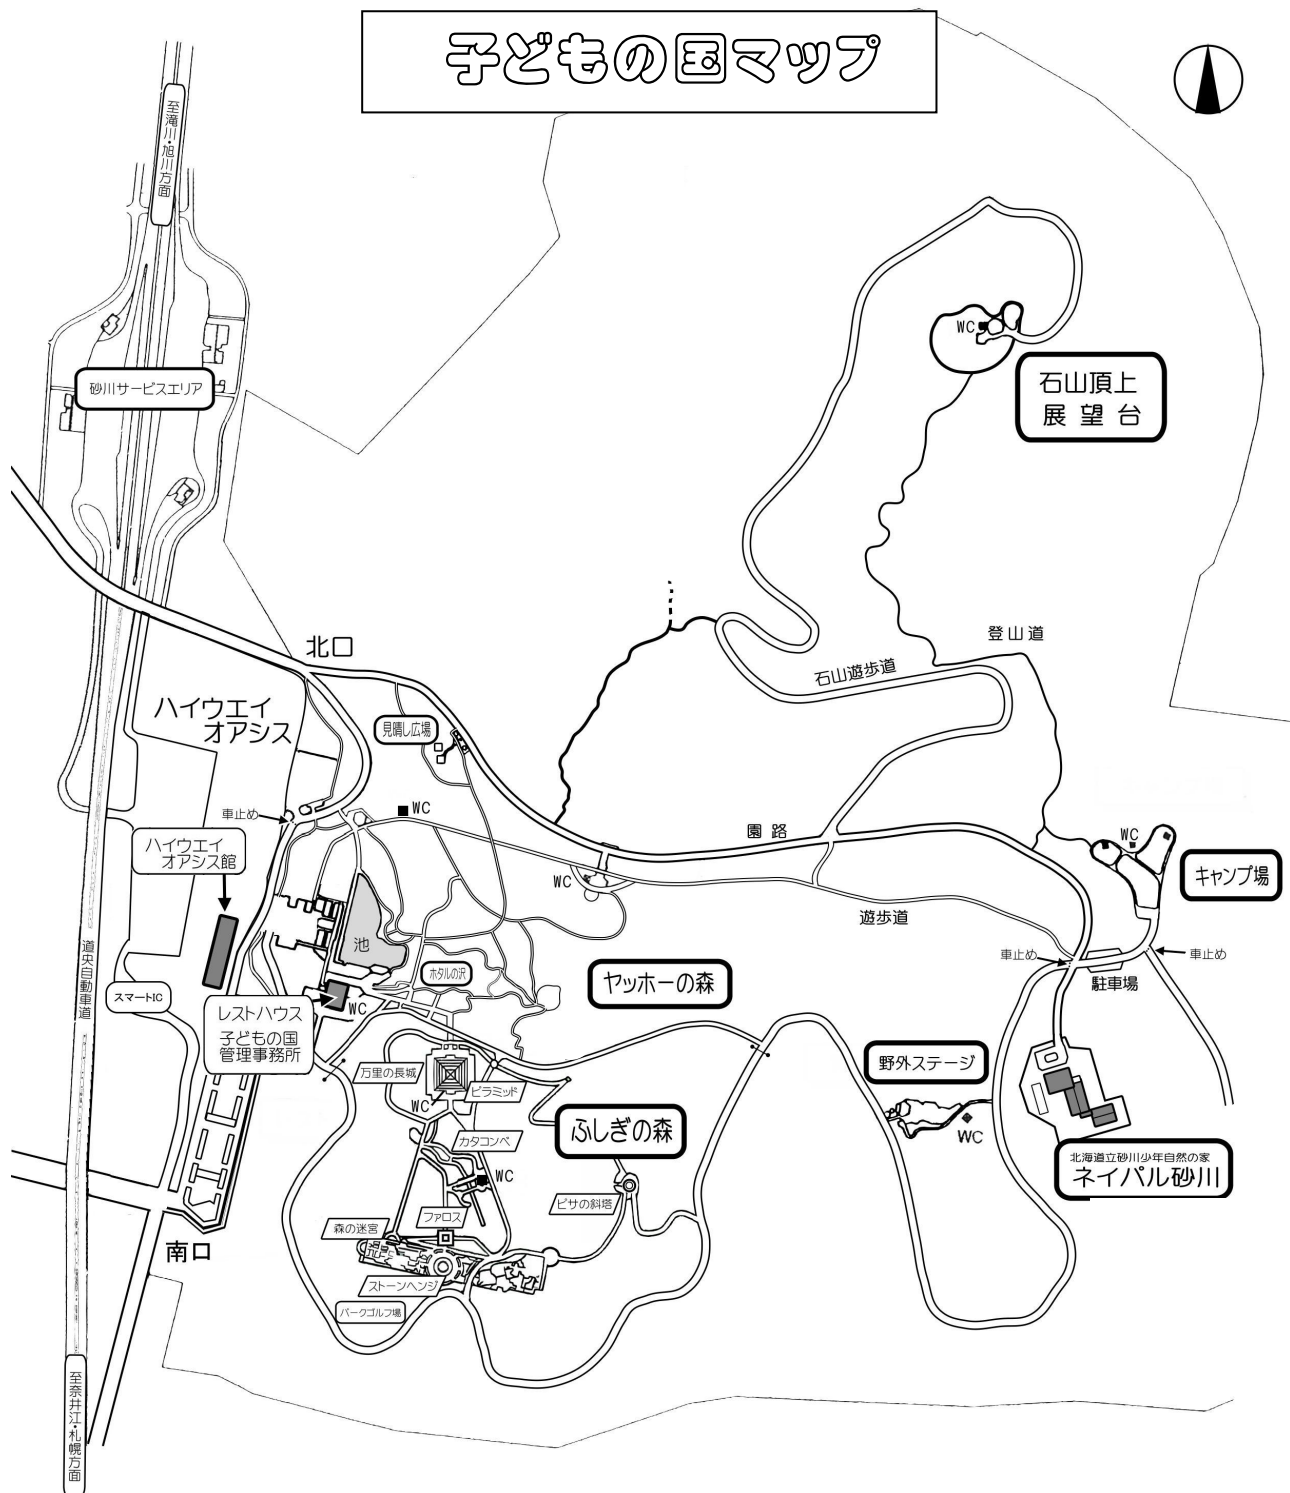 子どもの国マップ
至滝川・旭川方面
砂川サービスエリア
WC
石山頂上
展望台
登山道
石山遊歩道
北口
ハイウエイ
オアシス
見晴し広場
車止め
WC
園路
WC
キャンプ場
ハイウエイ
オアシス館
WC
遊歩道
池
車止め
車止め
駐車場
道央自動車道
スマートIC
ホタルの沢
ヤッホーの森
レストハウス
子どもの国
管理事務所
WC
野外ステージ
万里の長城
ピラミッド
WC
ふしぎの森
カタコンベ
WC
WC
北海道立砂川少年自然の家
ネイパル砂川
ピサの斜塔
ファロス
森の迷宮
南口
ストーンヘンジ
パークゴルフ場
至奈井江・札幌方面